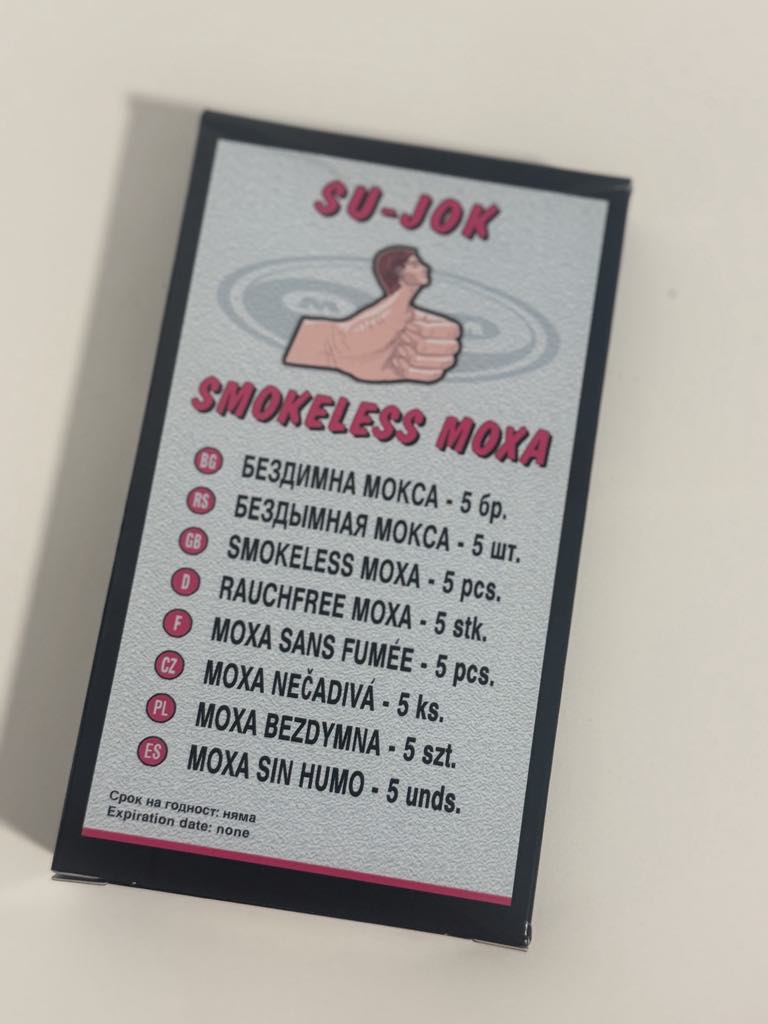 SU-JOK
SMOKELESS MOXA
BG БЕЗДИМНА МОКСА - 5 бр.
RS БЕЗДЫМНАЯ МОКСА - 5 шт.
GB SMOKELESS MOXA - 5 pcs.
D RAUCHFREE MOXA - 5 stk.
F MOXA SANS FUMÉE - 5 pcs.
CZ MOXA NEČADIVÁ - 5 ks.
PL MOXA BEZDYMNA - 5 szt.
ES MOXA SIN HUMO - 5 unds.
Срок на годност: няма
Expiration date: none